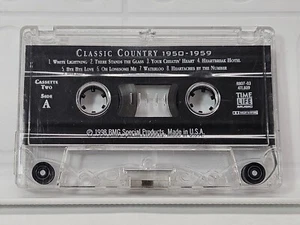 Classic Country 1950-1959
1 White Lightning 2 There Stands the Glass 3 Your Cheatin' Heart 4 Heartbreak Hotel
5 Bye Bye Love 6 Oh Lonesome Me 7 Waterloo 8 Heartaches by the Number
Cassette
Two
Side
A
TIME
LIFE
MUSIC
℗ 1998 BMG Special Products. Made in U.S.A.